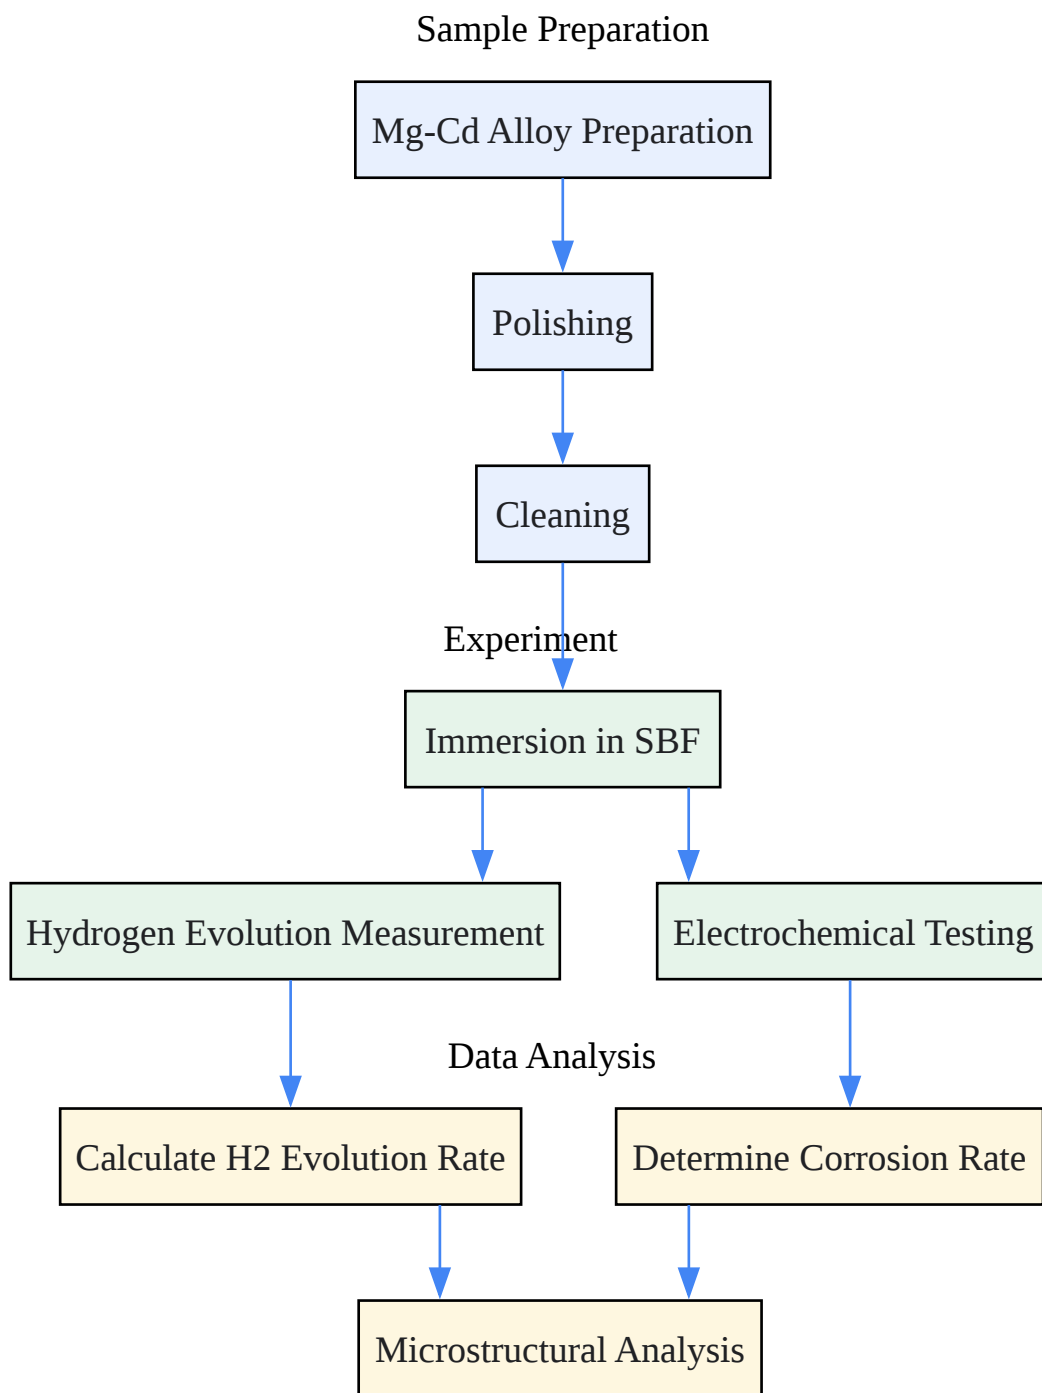 Sample Preparation
Mg-Cd Alloy Preparation
Polishing
Cleaning
Experiment
Immersion in SBF
Hydrogen Evolution Measurement
Electrochemical Testing
Data Analysis
Calculate H2 Evolution Rate
Determine Corrosion Rate
Microstructural Analysis